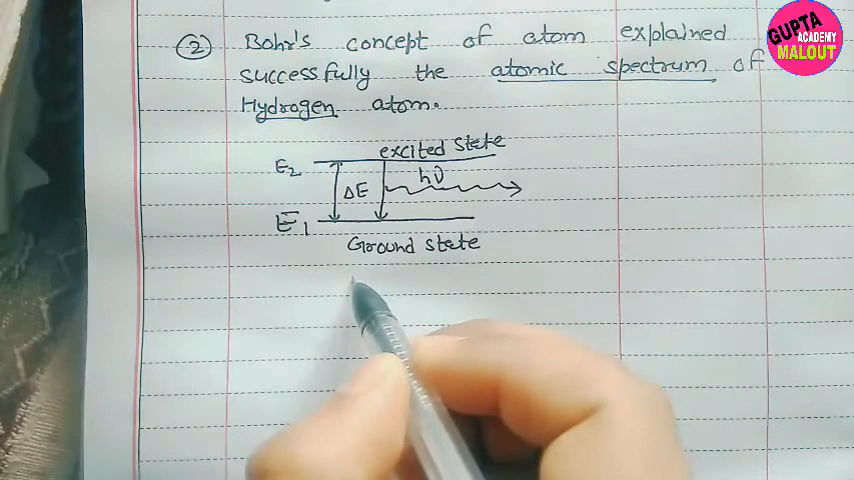 ② Bohr's concept of atom explained
successfully the atomic spectrum of
Hydrogen atom.
excited state
E₂
hν
ΔE
E₁
Ground state
GUPTA
ACADEMY
MALOUT